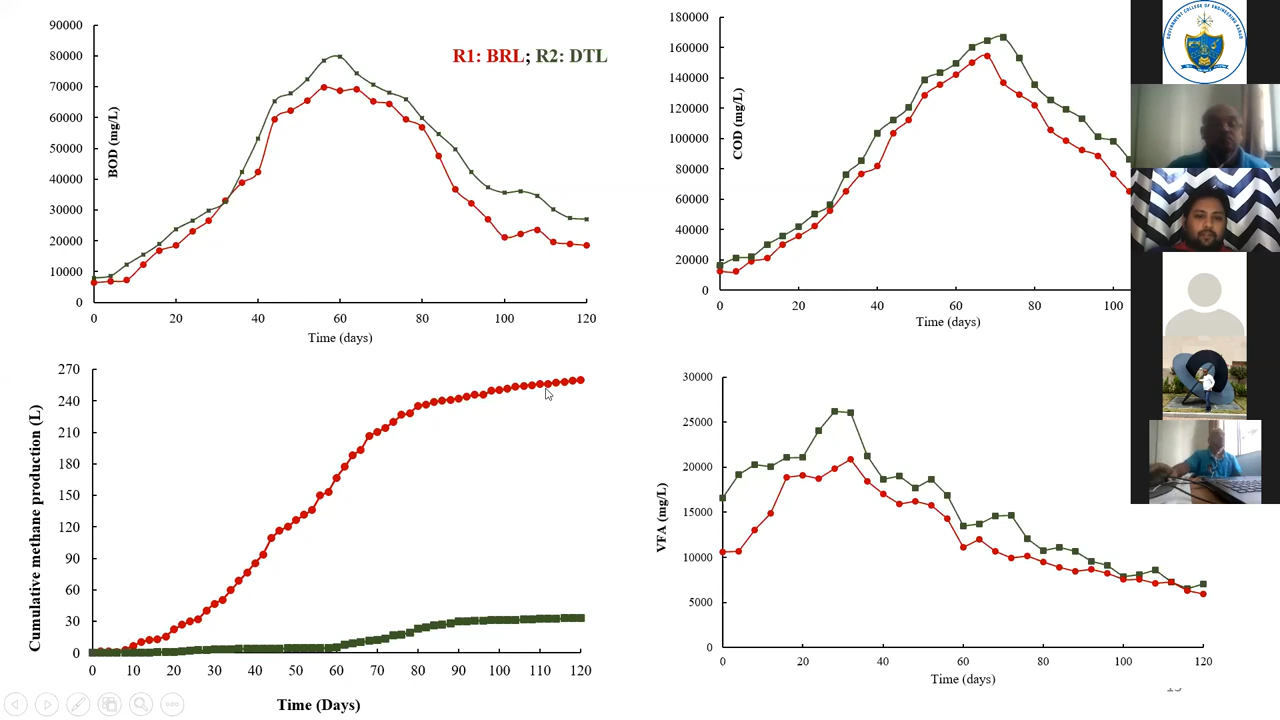 R1: BRL; R2: DTL
BOD (mg/L)
90000
80000
70000
60000
50000
40000
30000
20000
10000
0
0 20 40 60 80 100 120
Time (days)
COD (mg/L)
180000
160000
140000
120000
100000
80000
60000
40000
20000
0
0 20 40 60 80 100
Time (days)
Cumulative methane production (L)
270
240
210
180
150
120
90
60
30
0
0 10 20 30 40 50 60 70 80 90 100 110 120
Time (Days)
VFA (mg/L)
30000
25000
20000
15000
10000
5000
0
0 20 40 60 80 100 120
Time (days)
GOVERNMENT COLLEGE OF ENGINEERING